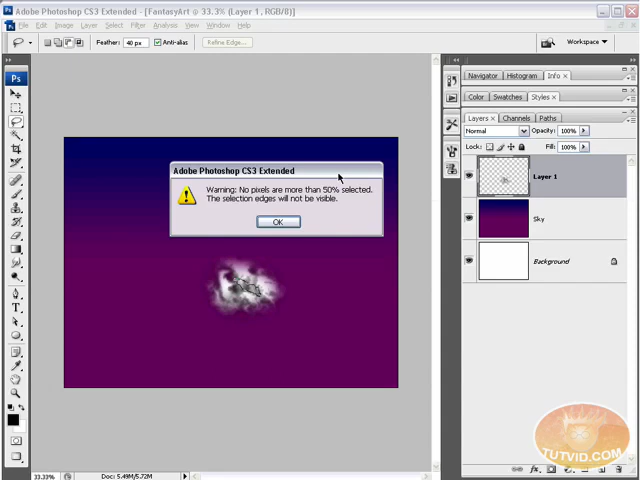 Adobe Photoshop CS3 Extended - [FantasyArt @ 33.3% (Layer 1, RGB/8)]
File Edit Image Layer Select Filter Analysis View Window Help
Feather: 40 px Anti-alias Refine Edge... Workspace
Ps
Navigator Histogram Info ×
Color Swatches Styles ×
Layers × Channels Paths
Normal Opacity: 100%
Lock: Fill: 100%
Layer 1
Sky
Background
Adobe Photoshop CS3 Extended
Warning: No pixels are more than 50% selected.
The selection edges will not be visible.
OK
T
TUTVID.COM
33.33% Doc: 5.49M/5.72M
fx